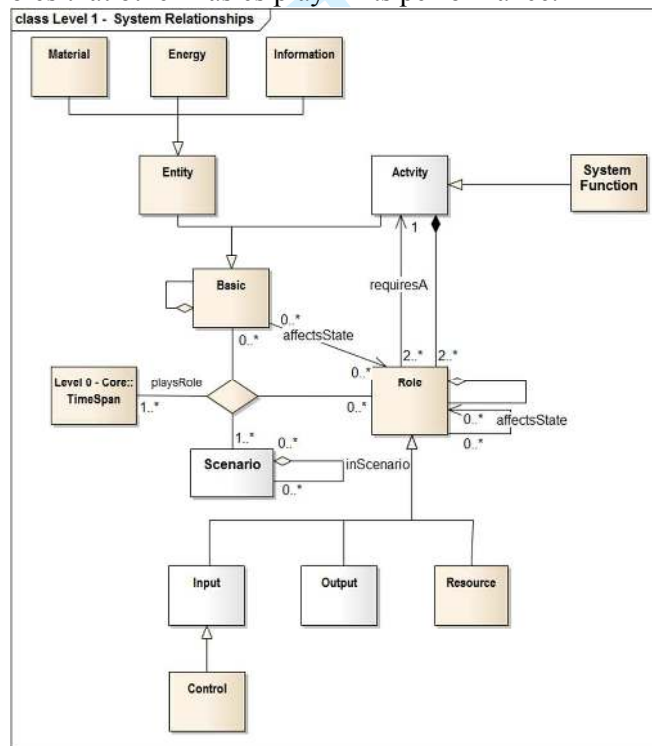 class Level 1 - System Relationships
Material
Energy
Information
Entity
Actvity
System
Function
1
Basic
requiresA
0..*
affectsState
0..*
2..*
2..*
0..*
Level 0 - Core::
TimeSpan
playsRole
1..*
0..*
Role
0..*
affectsState
0..*
1..*
0..*
Scenario
inScenario
0..*
Input
Output
Resource
Control